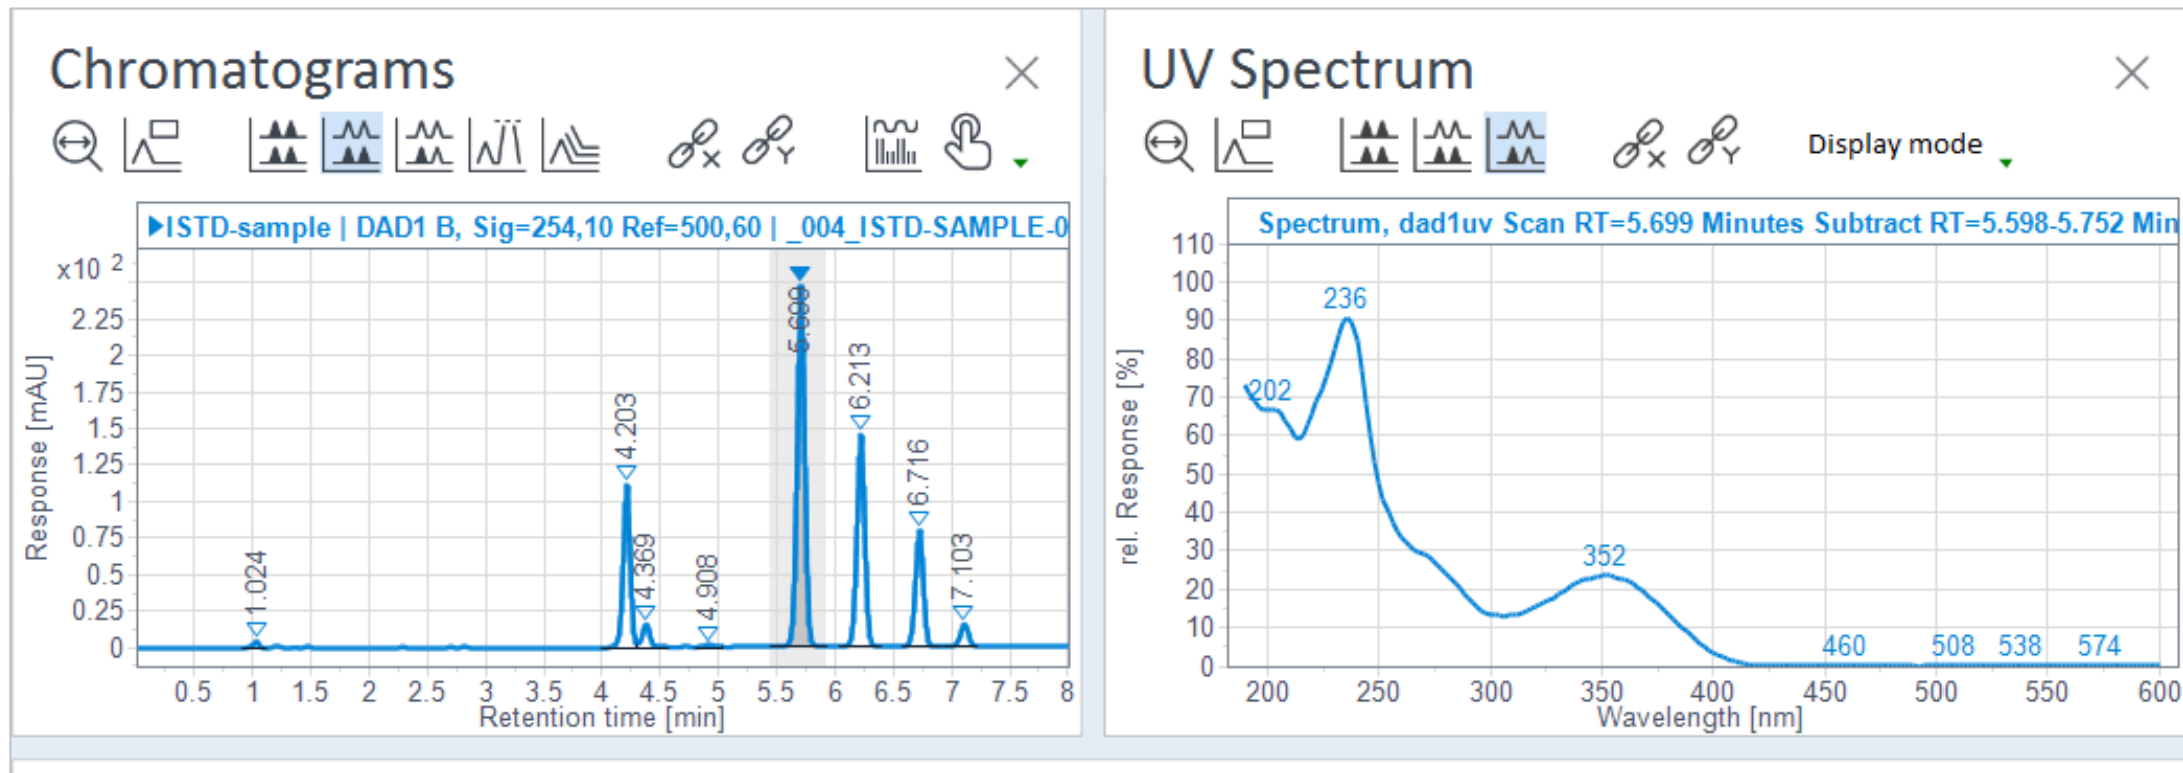 Chromatograms
X Y
ISTD-sample | DAD1 B, Sig=254,10 Ref=500,60 | _004_ISTD-SAMPLE-0
x10 2
2.25
2
1.75
1.5
1.25
1
0.75
0.5
0.25
0
Response [mAU]
1.024
4.203
4.369
4.908
5.699
6.213
6.716
7.103
0.5 1 1.5 2 2.5 3 3.5 4 4.5 5 5.5 6 6.5 7 7.5 8
Retention time [min]
UV Spectrum
X Y
Display mode
Spectrum, dad1uv Scan RT=5.699 Minutes Subtract RT=5.598-5.752 Min
110
100
90
80
70
60
50
40
30
20
10
0
rel. Response [%]
202
236
352
460 508 538 574
200 250 300 350 400 450 500 550 600
Wavelength [nm]